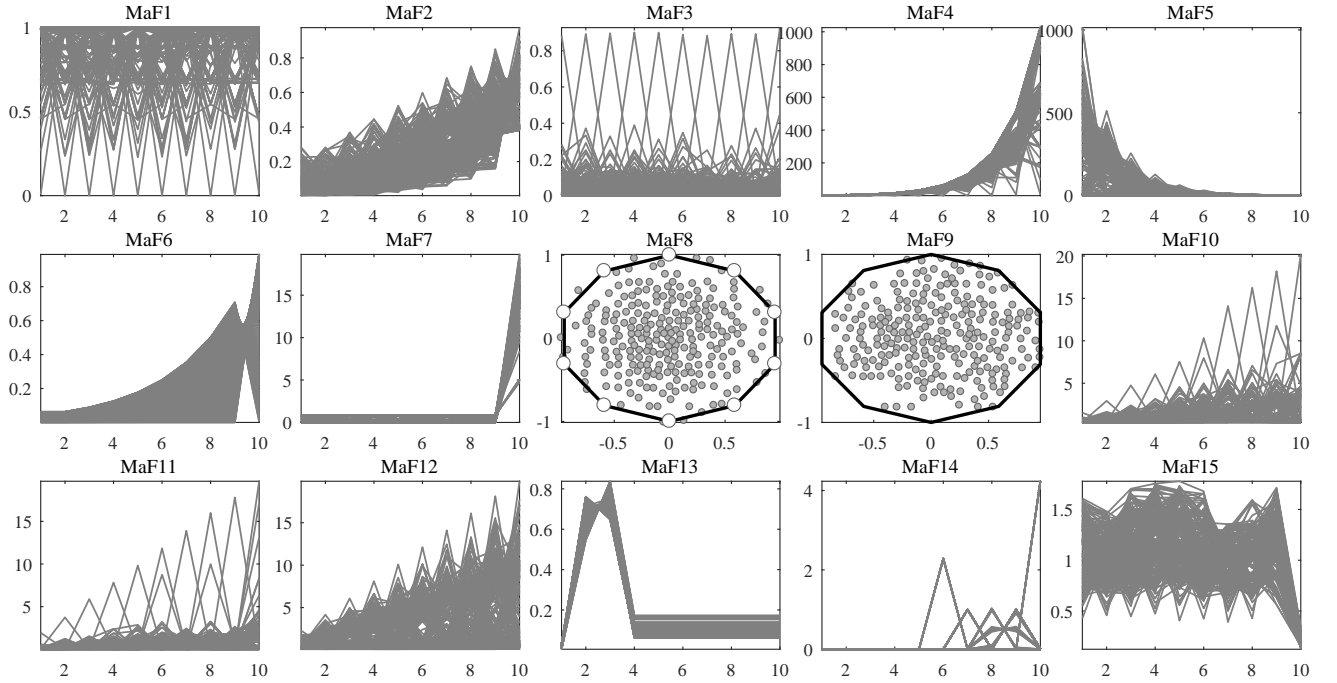 MaF1 MaF2 MaF3 MaF4 MaF5
1 0.5 0
0.8 0.6 0.4 0.2
0.8 0.6 0.4 0.2 0
1000 800 600 400 200
1000 500 0
2 4 6 8 10 2 4 6 8 10 2 4 6 8 10 2 4 6 8 10 2 4 6 8 10
MaF6 MaF7 MaF8 MaF9 MaF10
0.8 0.6 0.4 0.2
15 10 5 0
1 0 -1
1 0 -1
20 15 10 5
2 4 6 8 10 2 4 6 8 10 -0.5 0 0.5 -0.5 0 0.5 2 4 6 8 10
MaF11 MaF12 MaF13 MaF14 MaF15
15 10 5
15 10 5
0.8 0.6 0.4 0.2
4 2 0
1.5 1 0.5
2 4 6 8 10 2 4 6 8 10 2 4 6 8 10 2 4 6 8 10 2 4 6 8 10